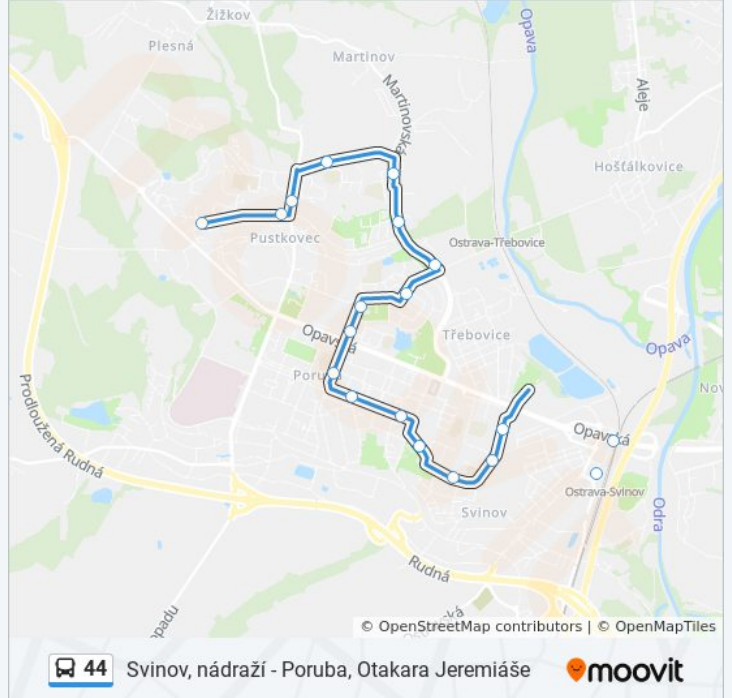 Žižkov
Plesná
Martinov
Opava
Martinovská
Aleje
Hošťálkovice
Pustkovec
Ostrava-Třebovice
Opavská
Třebovice
Opava
Prodloužená Rudná
Opavská
Ostrava-Svinov
Odra
Svinov
Rudná
© OpenStreetMap contributors | © OpenMapTiles
44 Svinov, nádraží - Poruba, Otakara Jeremiáše moovit